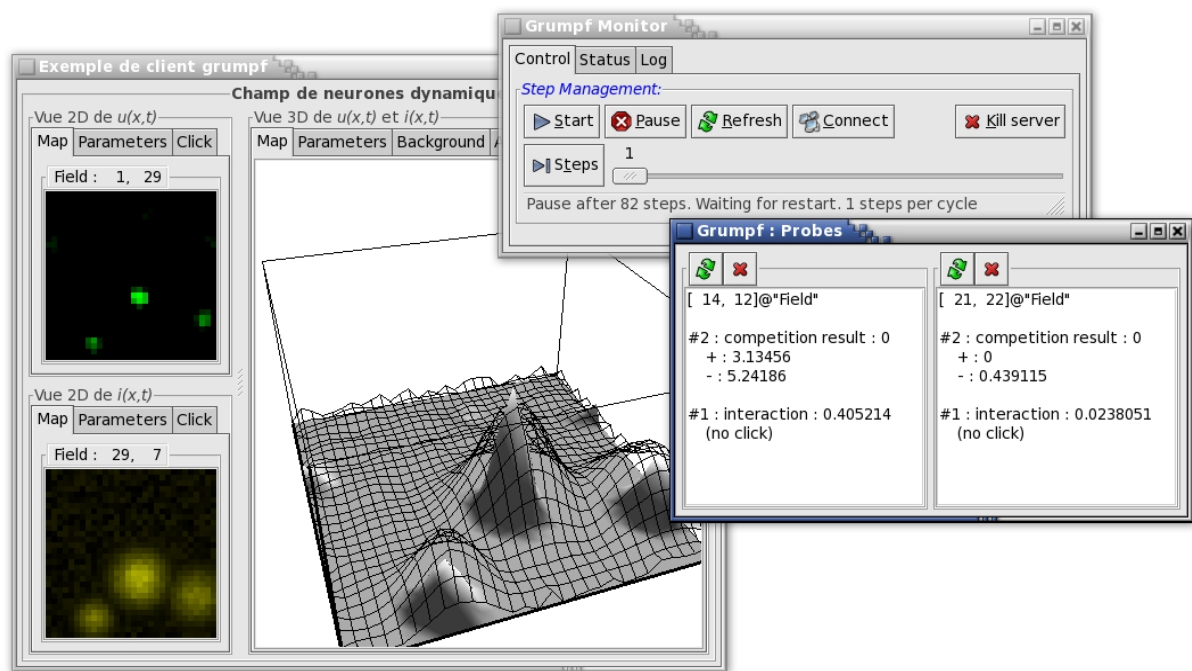 Grumpf Monitor
Control Status Log
Step Management:
Start Pause Refresh Connect Kill server
Steps 1
Pause after 82 steps. Waiting for restart. 1 steps per cycle
Exemple de client grumpf
Champ de neurones dynamique
Vue 2D de u(x,t)
Map Parameters Click
Field : 1, 29
Vue 2D de i(x,t)
Map Parameters Click
Field : 29, 7
Vue 3D de u(x,t) et i(x,t)
Map Parameters Background
Grumpf : Probes
[ 14, 12]@"Field"
#2 : competition result : 0
+ : 3.13456
- : 5.24186
#1 : interaction : 0.405214
(no click)
[ 21, 22]@"Field"
#2 : competition result : 0
+ : 0
- : 0.439115
#1 : interaction : 0.0238051
(no click)